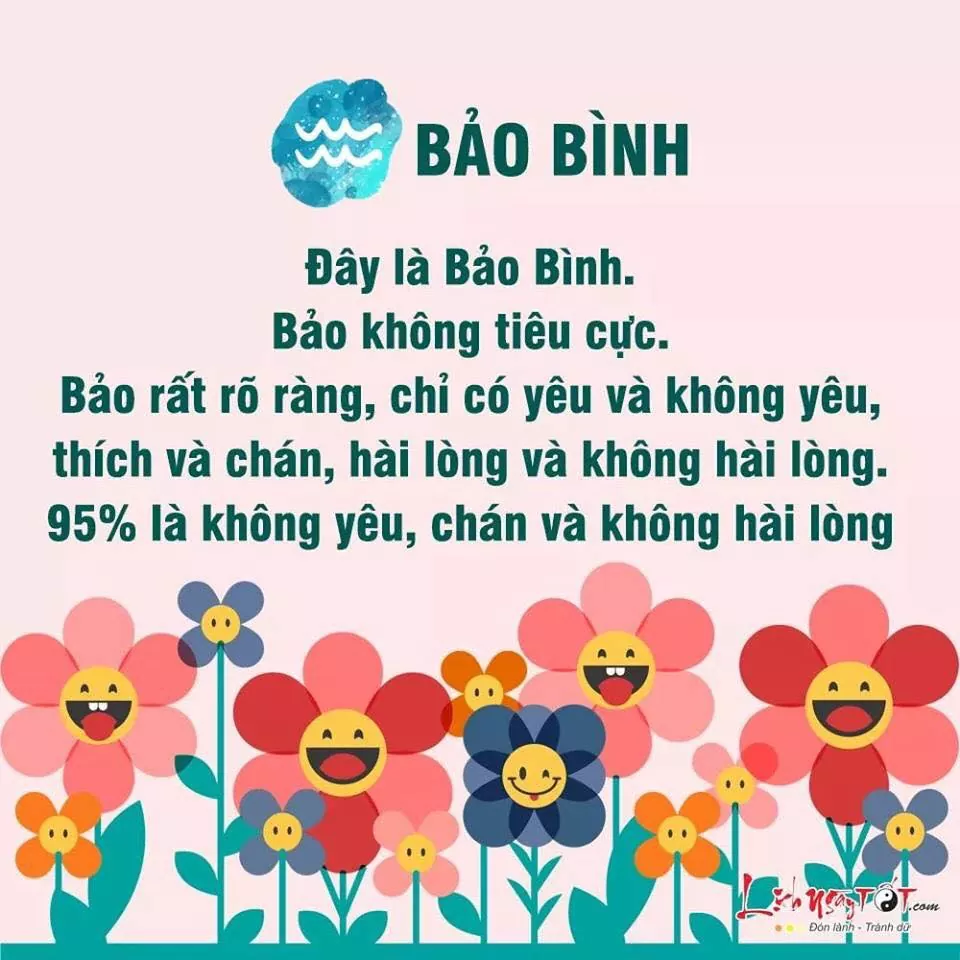 BẢO BÌNH
Đây là Bảo Bình.
Bảo không tiêu cực.
Bảo rất rõ ràng, chỉ có yêu và không yêu,
thích và chán, hài lòng và không hài lòng.
95% là không yêu, chán và không hài lòng
Lịch Ngày TỐT.com
Đón lành - Tránh dữ